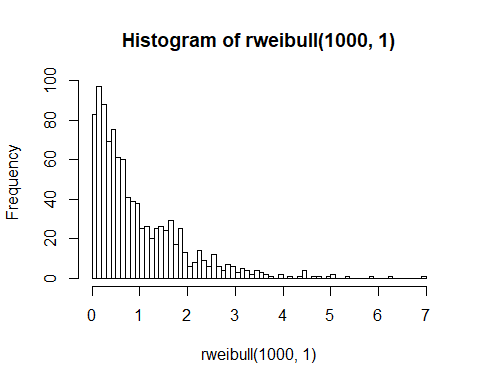 Histogram of rweibull(1000, 1)
Frequency
100
80
60
40
20
0
0 1 2 3 4 5 6 7
rweibull(1000, 1)